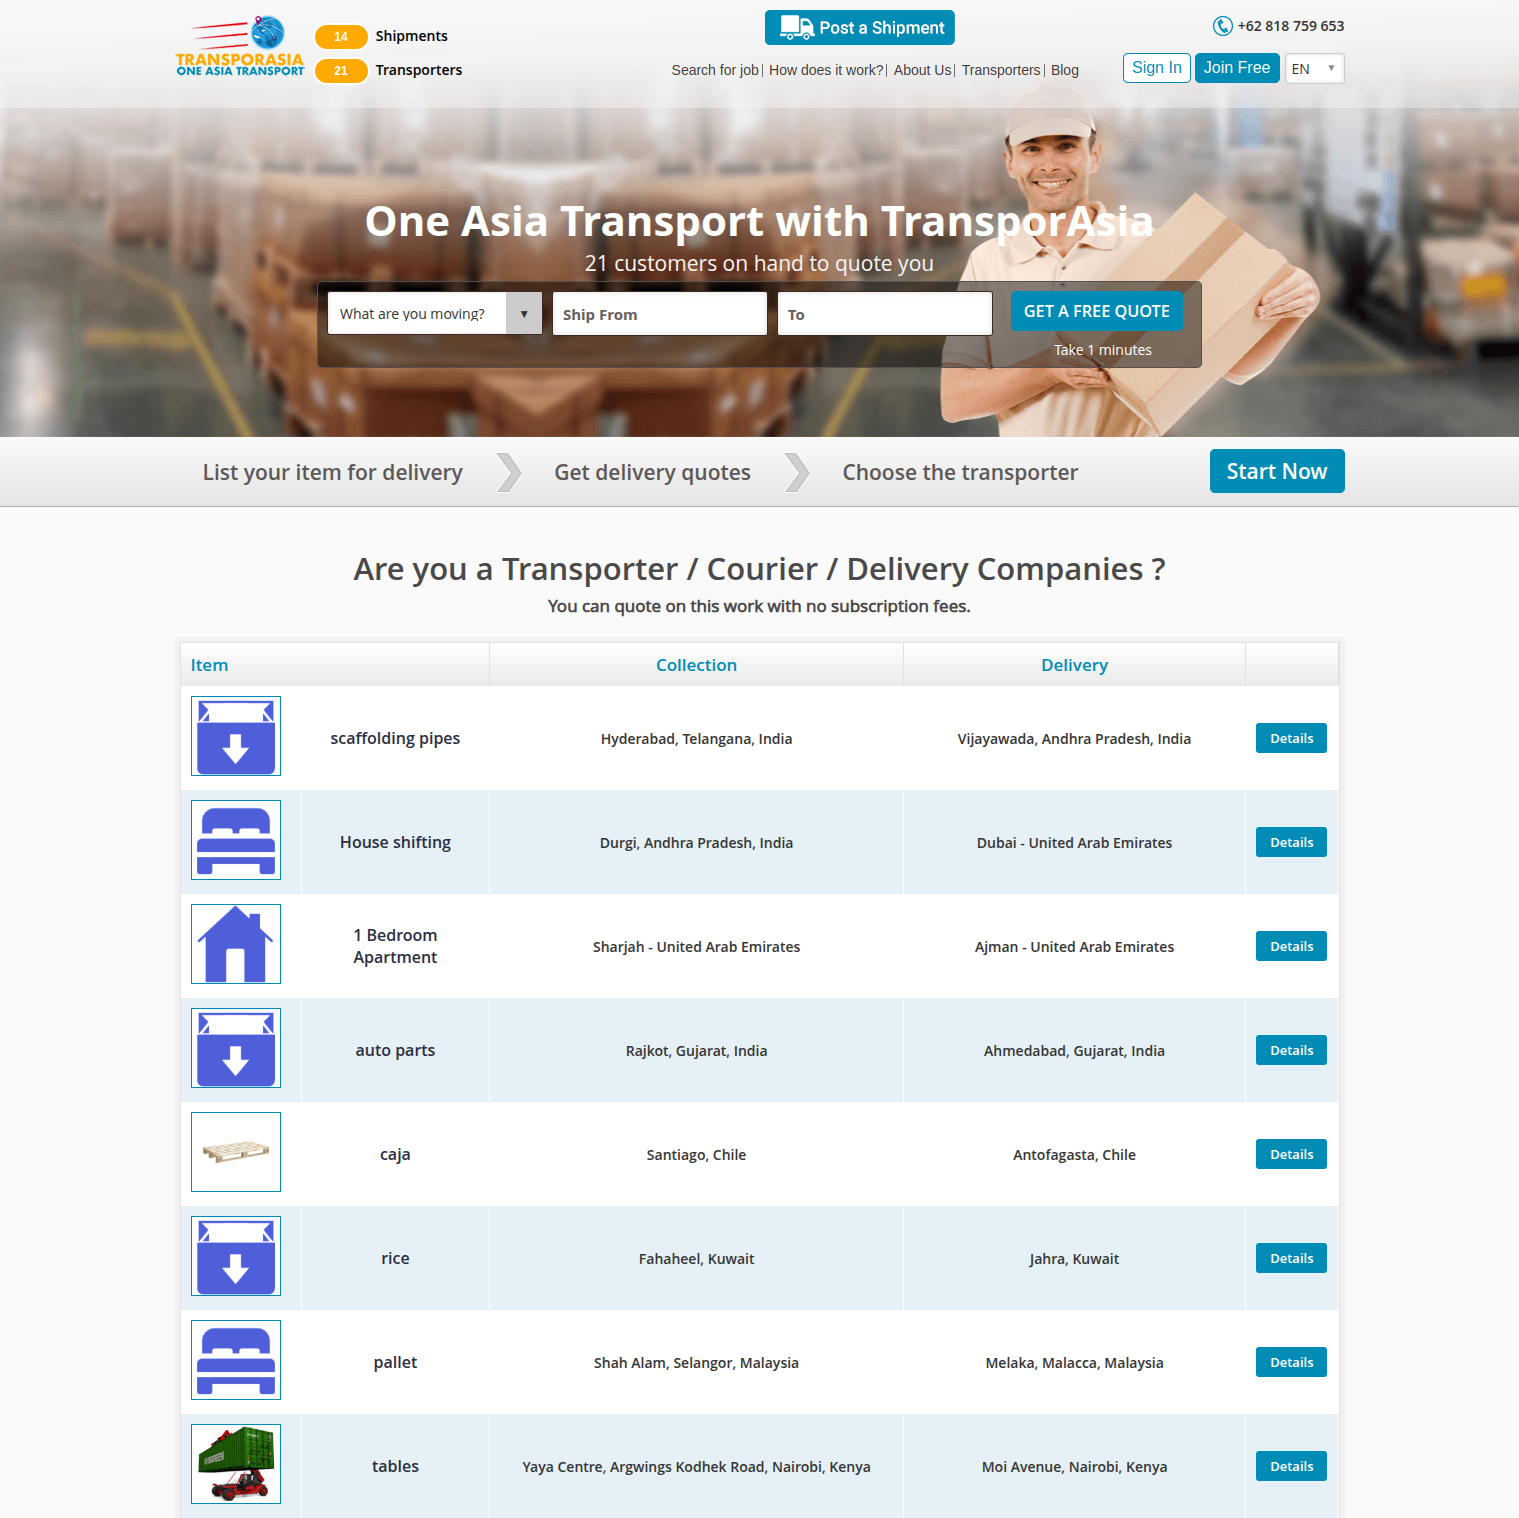 TRANSPORASIA
ONE ASIA TRANSPORT
14 Shipments
21 Transporters
Post a Shipment
+62 818 759 653
Search for job | How does it work? | About Us | Transporters | Blog
Sign In Join Free EN
One Asia Transport with TransporAsia
21 customers on hand to quote you
What are you moving? Ship From To GET A FREE QUOTE
Take 1 minutes
List your item for delivery Get delivery quotes Choose the transporter Start Now
Are you a Transporter / Courier / Delivery Companies ?
You can quote on this work with no subscription fees.
Item Collection Delivery
scaffolding pipes Hyderabad, Telangana, India Vijayawada, Andhra Pradesh, India Details
House shifting Durgi, Andhra Pradesh, India Dubai - United Arab Emirates Details
1 Bedroom
Apartment Sharjah - United Arab Emirates Ajman - United Arab Emirates Details
auto parts Rajkot, Gujarat, India Ahmedabad, Gujarat, India Details
caja Santiago, Chile Antofagasta, Chile Details
rice Fahaheel, Kuwait Jahra, Kuwait Details
pallet Shah Alam, Selangor, Malaysia Melaka, Malacca, Malaysia Details
EVERGREEN
tables Yaya Centre, Argwings Kodhek Road, Nairobi, Kenya Moi Avenue, Nairobi, Kenya Details